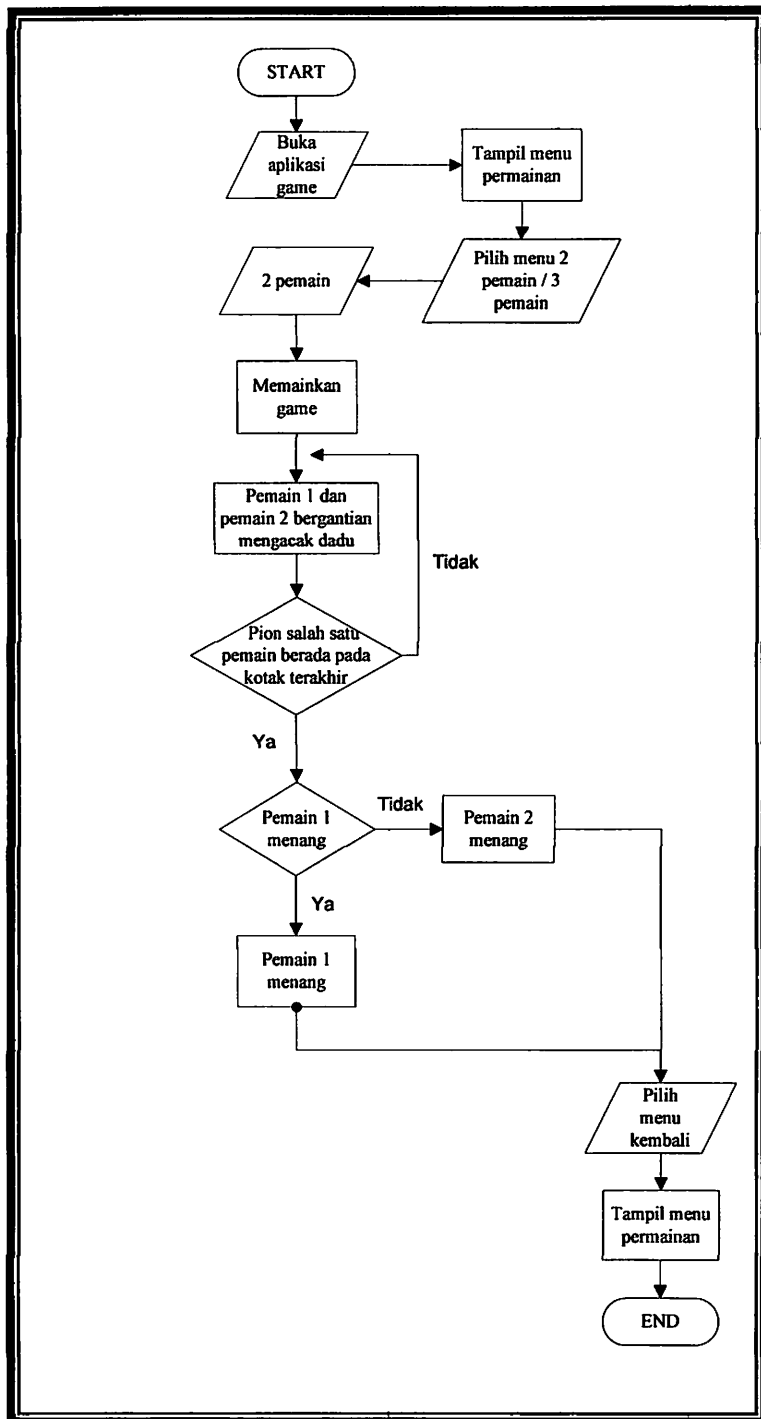 START
Buka
aplikasi
game
Tampil menu
permainan
Pilih menu 2
pemain / 3
pemain
2 pemain
Memainkan
game
Pemain 1 dan
pemain 2 bergantian
mengacak dadu
Tidak
Pion salah satu
pemain berada pada
kotak terakhir
Ya
Pemain 1
menang
Tidak
Pemain 2
menang
Ya
Pemain 1
menang
Pilih
menu
kembali
Tampil menu
permainan
END